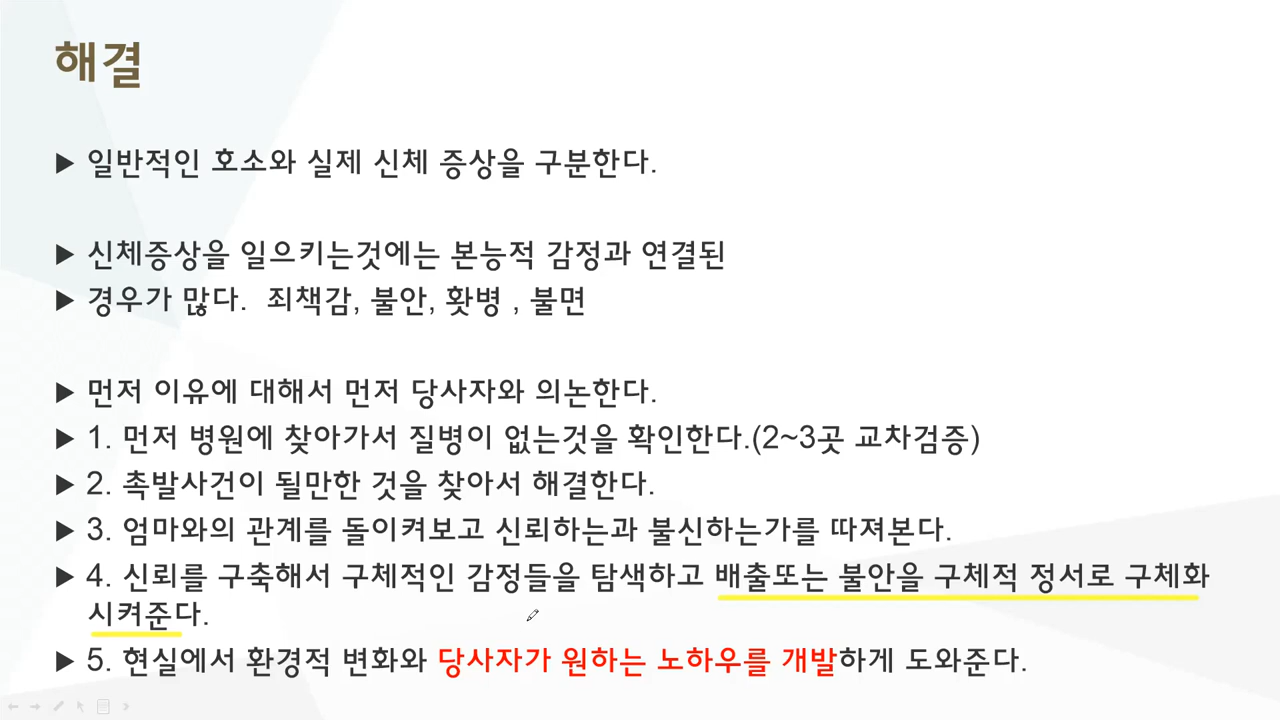 해결
▶ 일반적인 호소와 실제 신체 증상을 구분한다.
▶ 신체증상을 일으키는것에는 본능적 감정과 연결된
▶ 경우가 많다.  죄책감, 불안, 홧병 , 불면
▶ 먼저 이유에 대해서 먼저 당사자와 의논한다.
▶ 1. 먼저 병원에 찾아가서 질병이 없는것을 확인한다.(2~3곳 교차검증)
▶ 2. 촉발사건이 될만한 것을 찾아서 해결한다.
▶ 3. 엄마와의 관계를 돌이켜보고 신뢰하는과 불신하는가를 따져본다.
▶ 4. 신뢰를 구축해서 구체적인 감정들을 탐색하고 배출또는 불안을 구체적 정서로 구체화
시켜준다.
▶ 5. 현실에서 환경적 변화와 당사자가 원하는 노하우를 개발하게 도와준다.